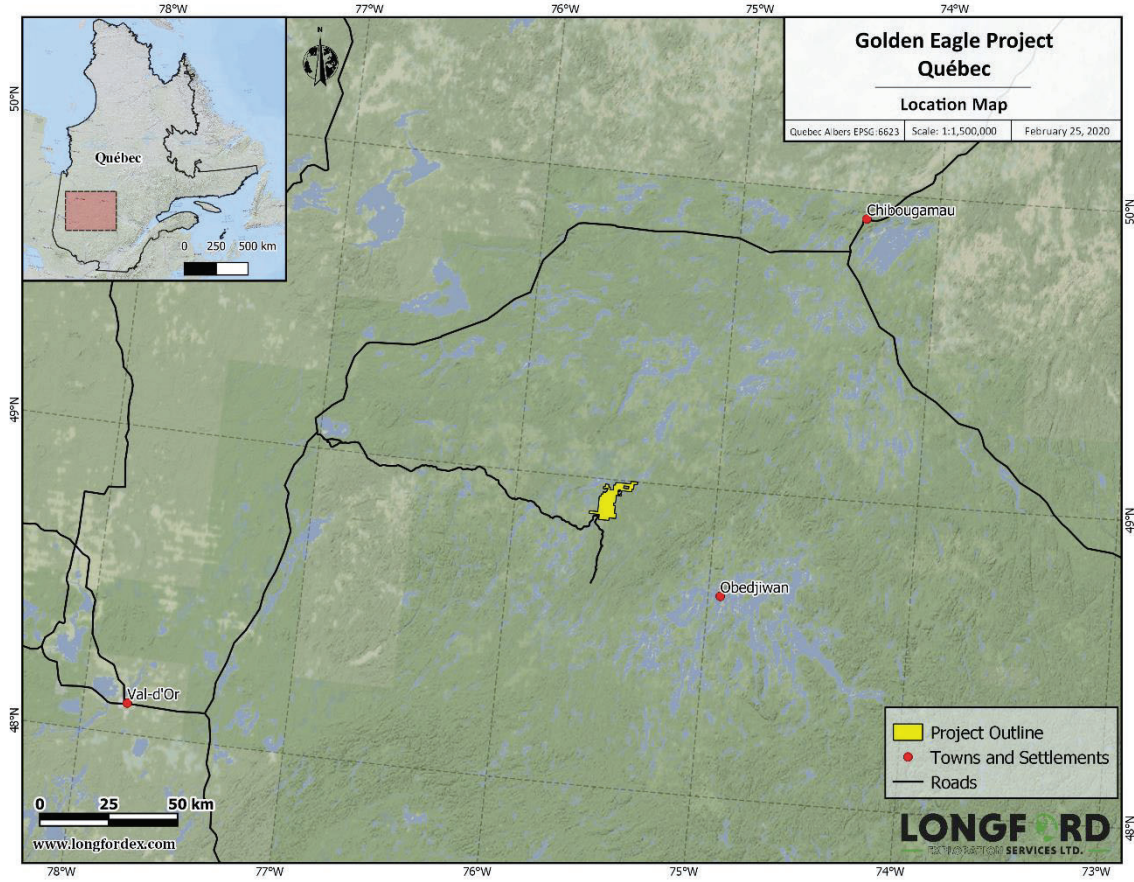 78°W
77°W
76°W
75°W
74°W
Golden Eagle Project
Québec
Location Map
Quebec Albers EPSG:6623
Scale: 1:1,500,000
February 25, 2020
N
Québec
0 250 500 km
50°N
50°N
Chibougamau
49°N
49°N
Obedjiwan
Val-d'Or
48°N
48°N
Project Outline
Towns and Settlements
Roads
0 25 50 km
www.longfordex.com
LONGFORD
EXPLORATION SERVICES LTD.
78°W
77°W
76°W
75°W
74°W
73°W